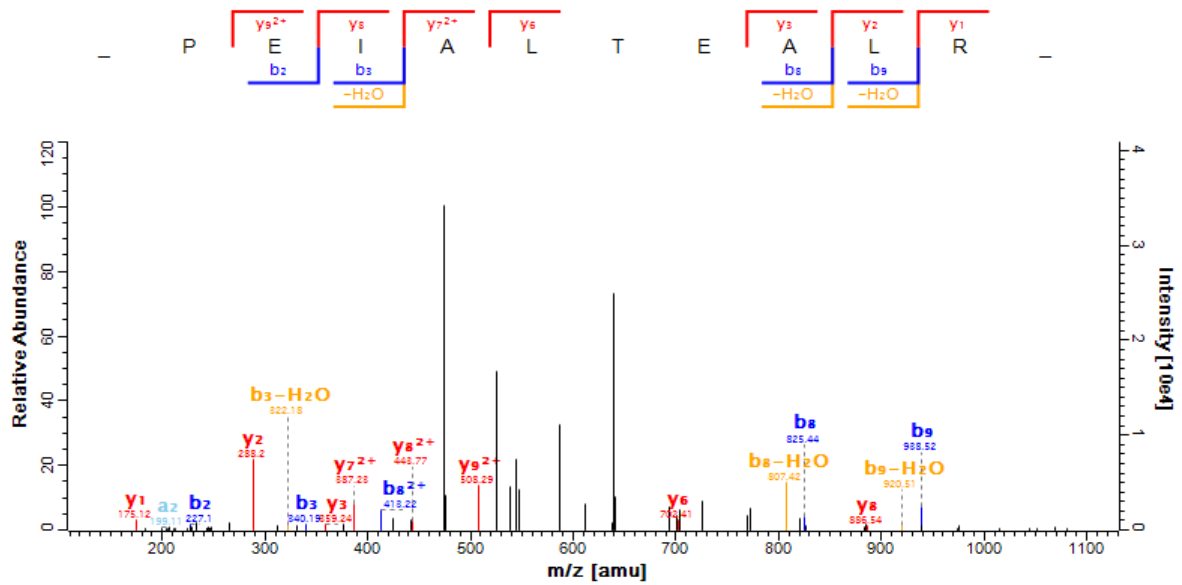 y₉²⁺ y₈ y₇²⁺ y₆ y₃ y₂ y₁
_ P E I A L T E A L R _
b₂ b₃ b₈ b₉
−H₂O −H₂O −H₂O
120
100
80
60
40
20
0
Relative Abundance
4
3
2
1
0
Intensity [10e4]
y₁
175.12
a₂
199.11
b₂
227.1
y₂
288.2
b₃−H₂O
322.18
b₃
340.19
y₃
359.24
y₇²⁺
387.23
b₈²⁺
413.22
y₈²⁺
443.77
y₉²⁺
508.29
y₆
702.41
b₈−H₂O
807.42
b₈
825.44
y₈
886.54
b₉−H₂O
920.51
b₉
938.52
200 300 400 500 600 700 800 900 1000 1100
m/z [amu]